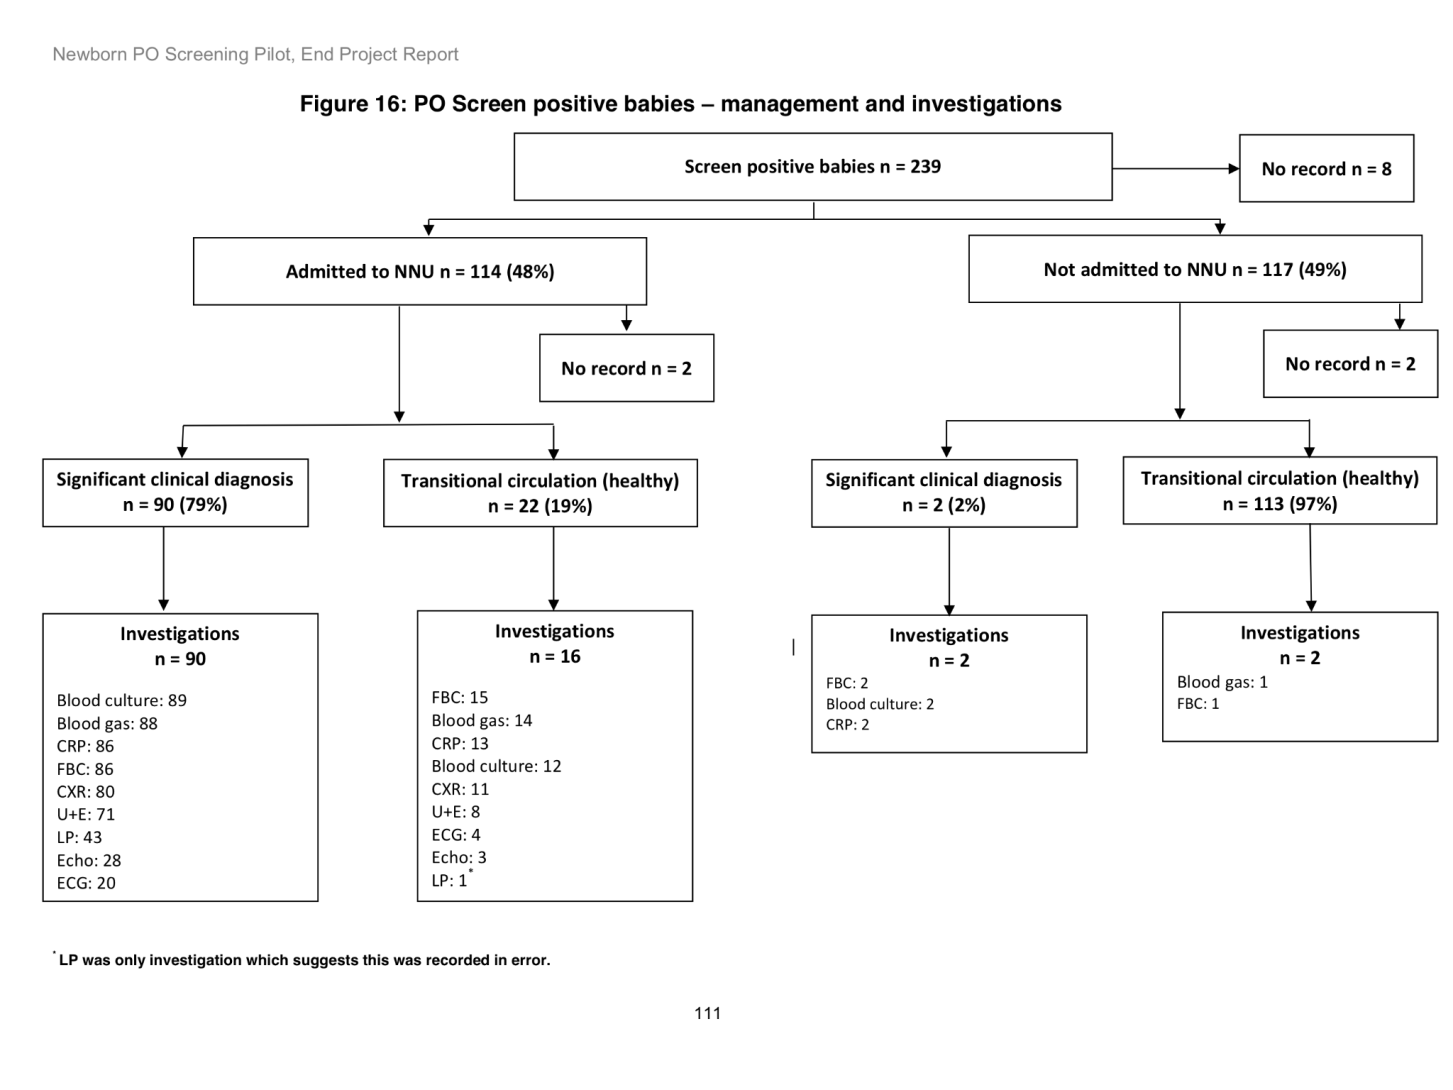 Newborn PO Screening Pilot, End Project Report
Figure 16: PO Screen positive babies – management and investigations
Screen positive babies n = 239
No record n = 8
Admitted to NNU n = 114 (48%)
Not admitted to NNU n = 117 (49%)
No record n = 2
No record n = 2
Significant clinical diagnosis
n = 90 (79%)
Transitional circulation (healthy)
n = 22 (19%)
Significant clinical diagnosis
n = 2 (2%)
Transitional circulation (healthy)
n = 113 (97%)
Investigations
n = 90
Blood culture: 89
Blood gas: 88
CRP: 86
FBC: 86
CXR: 80
U+E: 71
LP: 43
Echo: 28
ECG: 20
Investigations
n = 16
FBC: 15
Blood gas: 14
CRP: 13
Blood culture: 12
CXR: 11
U+E: 8
ECG: 4
Echo: 3
LP: 1*
Investigations
n = 2
FBC: 2
Blood culture: 2
CRP: 2
Investigations
n = 2
Blood gas: 1
FBC: 1
* LP was only investigation which suggests this was recorded in error.
111